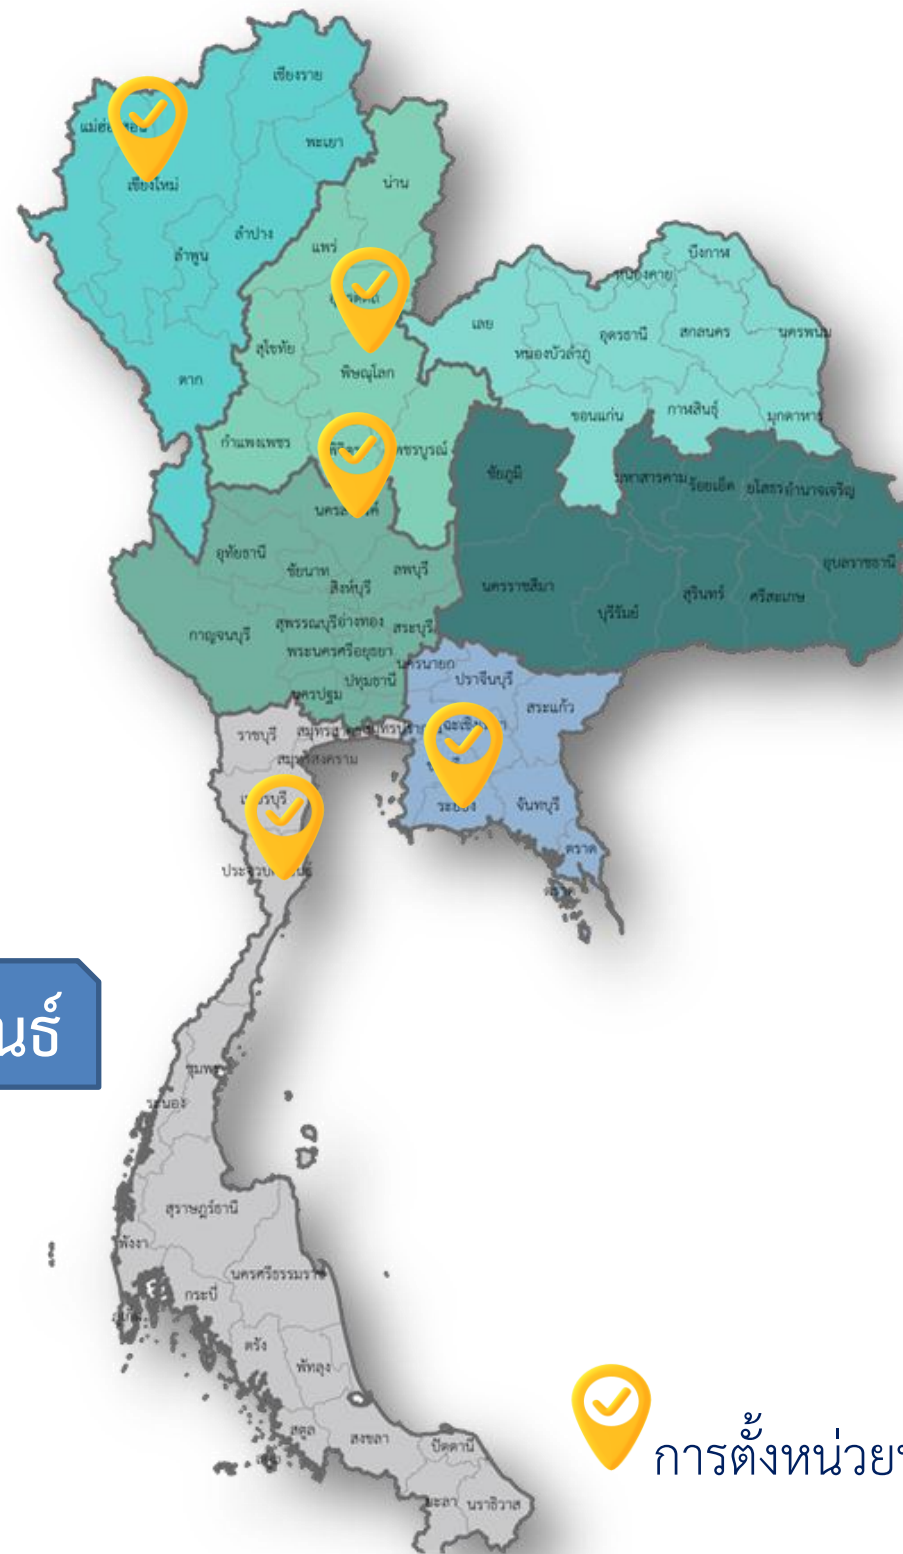 เชียงราย
พะเยา
เชียงใหม่
น่าน
ลำปาง
แพร่
ลำพูน
บึงกาฬ
หนองคาย
เลย
อุดรธานี
สกลนคร
นครพนม
สุโขทัย
หนองบัวลำภู
พิษณุโลก
ตาก
ขอนแก่น
กาฬสินธุ์
มุกดาหาร
กำแพงเพชร
ชัยภูมิ
มหาสารคาม
ร้อยเอ็ด
ยโสธร
อำนาจเจริญ
อุทัยธานี
ชัยนาท
ลพบุรี
สิงห์บุรี
นครราชสีมา
อุบลราชธานี
บุรีรัมย์
สุรินทร์
ศรีสะเกษ
กาญจนบุรี
สุพรรณบุรี
อ่างทอง
สระบุรี
พระนครศรีอยุธยา
นครนายก
ปราจีนบุรี
ปทุมธานี
นครปฐม
สระแก้ว
ราชบุรี
สมุทรสงคราม
จันทบุรี
ตราด
ตราด
นธ์
ชุมพร
ระนอง
สุราษฎร์ธานี
พังงา
นครศรีธรรมราช
กระบี่
ตรัง
พัทลุง
สตูล
สงขลา
ปัตตานี
ยะลา
นราธิวาส
การตั้งหน่วย